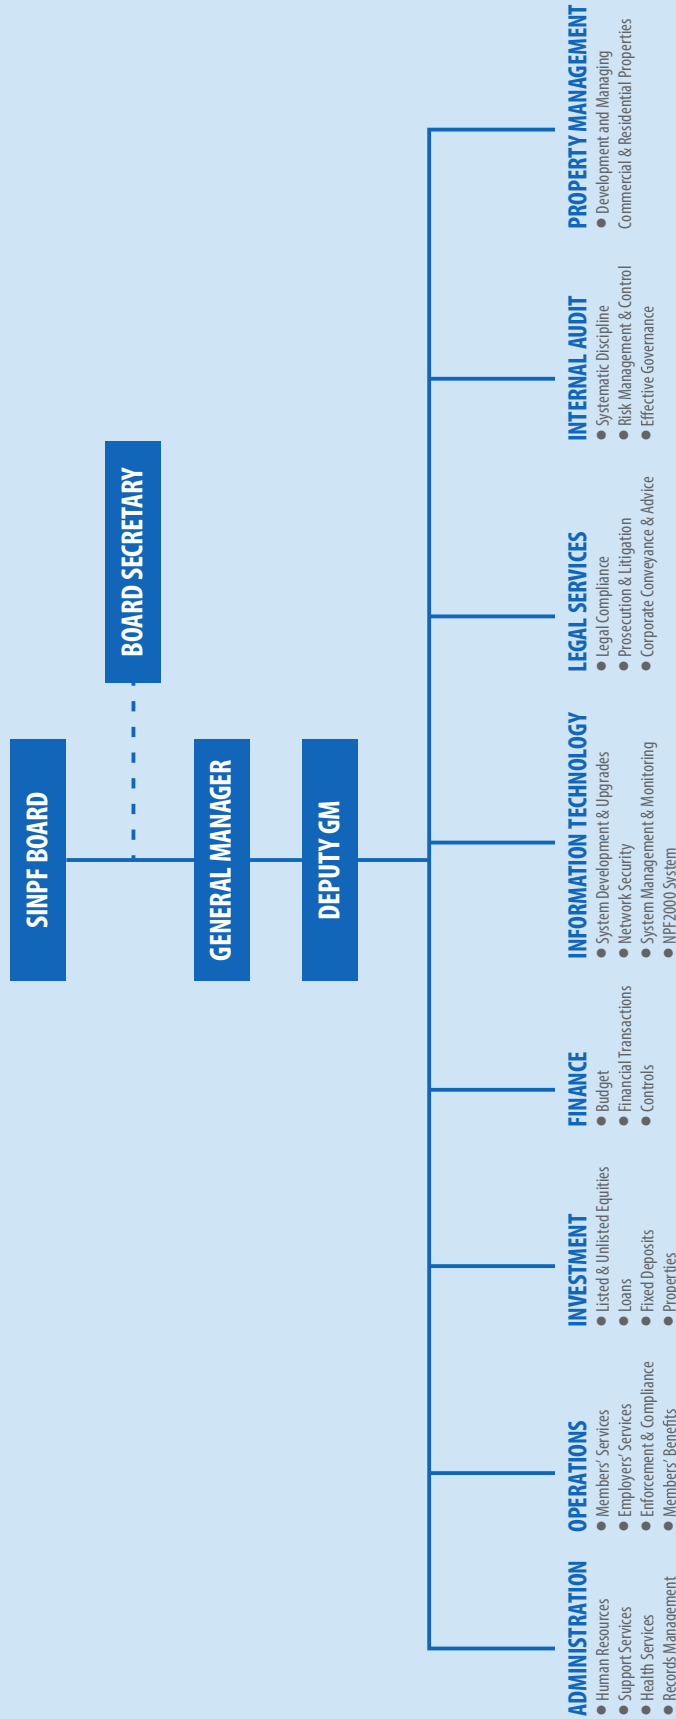 SINPF BOARD
BOARD SECRETARY
GENERAL MANAGER
DEPUTY GM
ADMINISTRATION
● Human Resources
● Support Services
● Health Services
● Records Management
OPERATIONS
● Members’ Services
● Employers’ Services
● Enforcement & Compliance
● Members’ Benefits
INVESTMENT
● Listed & Unlisted Equities
● Loans
● Fixed Deposits
● Properties
FINANCE
● Budget
● Financial Transactions
● Controls
INFORMATION TECHNOLOGY
● System Development & Upgrades
● Network Security
● System Management & Monitoring
● NPF2000 System
LEGAL SERVICES
● Legal Compliance
● Prosecution & Litigation
● Corporate Conveyance & Advice
INTERNAL AUDIT
● Systematic Discipline
● Risk Management & Control
● Effective Governance
PROPERTY MANAGEMENT
● Development and Managing
Commercial & Residential Properties